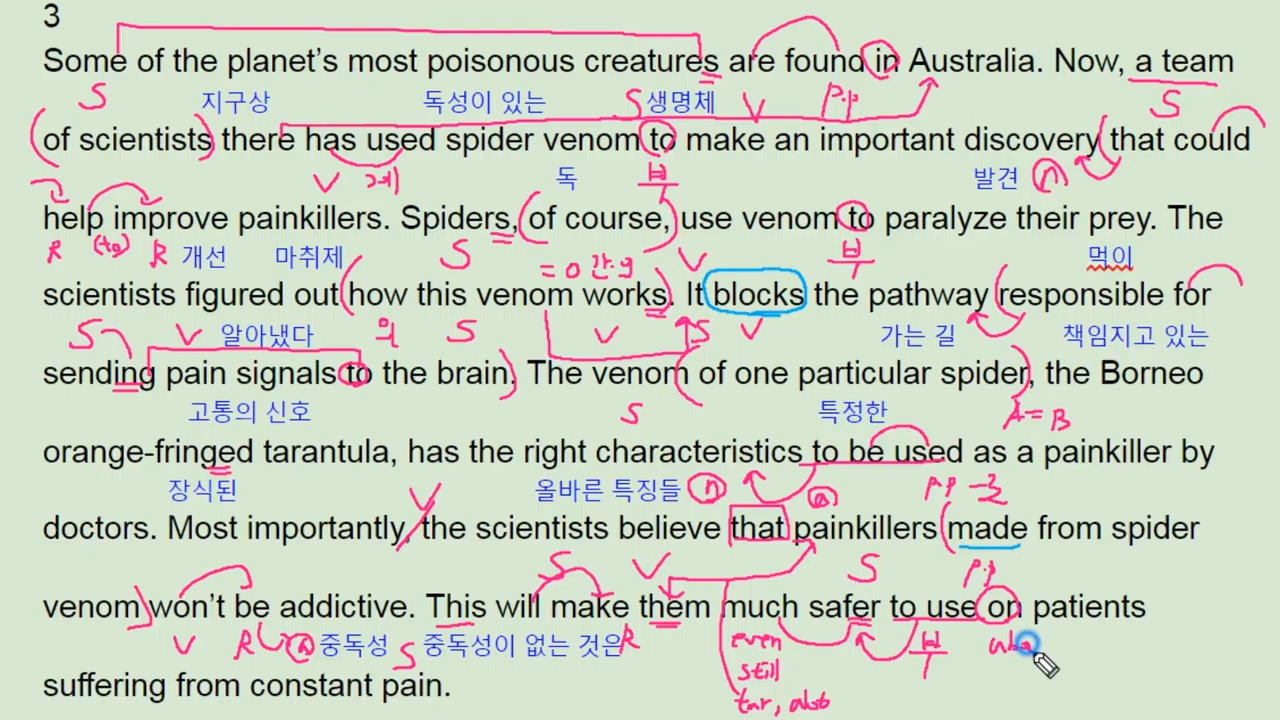 3
Some of the planet's most poisonous creatures are found in Australia. Now, a team
S 지구상 독성이 있는 S 생명체 V p.p S
of scientists there has used spider venom to make an important discovery that could
V 독 발견 n
help improve painkillers. Spiders, of course, use venom to paralyze their prey. The
R (to) R 개선 마취제 S V 먹이
scientists figured out how this venom works. It blocks the pathway responsible for
S V 알아냈다 의 S V S V 가는 길 책임지고 있는
sending pain signals to the brain. The venom of one particular spider, the Borneo
고통의 신호 S 특정한 A=B
orange-fringed tarantula, has the right characteristics to be used as a painkiller by
장식된 V 올바른 특징들 n a p.p
doctors. Most importantly, the scientists believe that painkillers made from spider
S V S p.p
venom won't be addictive. This will make them much safer to use on patients
V R a 중독성 S 중독성이 없는 것은 R even
still
suffering from constant pain.